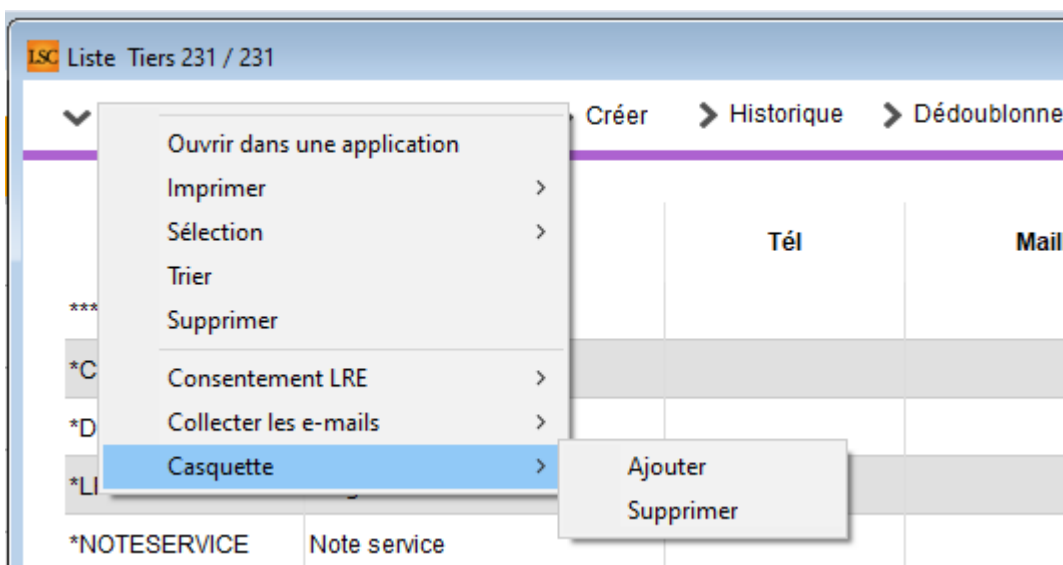 LSC Liste Tiers 231 / 231
Créer Historique Dédoublonne
Ouvrir dans une application
Imprimer
Sélection
Tél Mail
Trier
***
Supprimer
*C Consentement LRE
*D Collecter les e-mails
Casquette Ajouter
*LI
Supprimer
*NOTESERVICE Note service